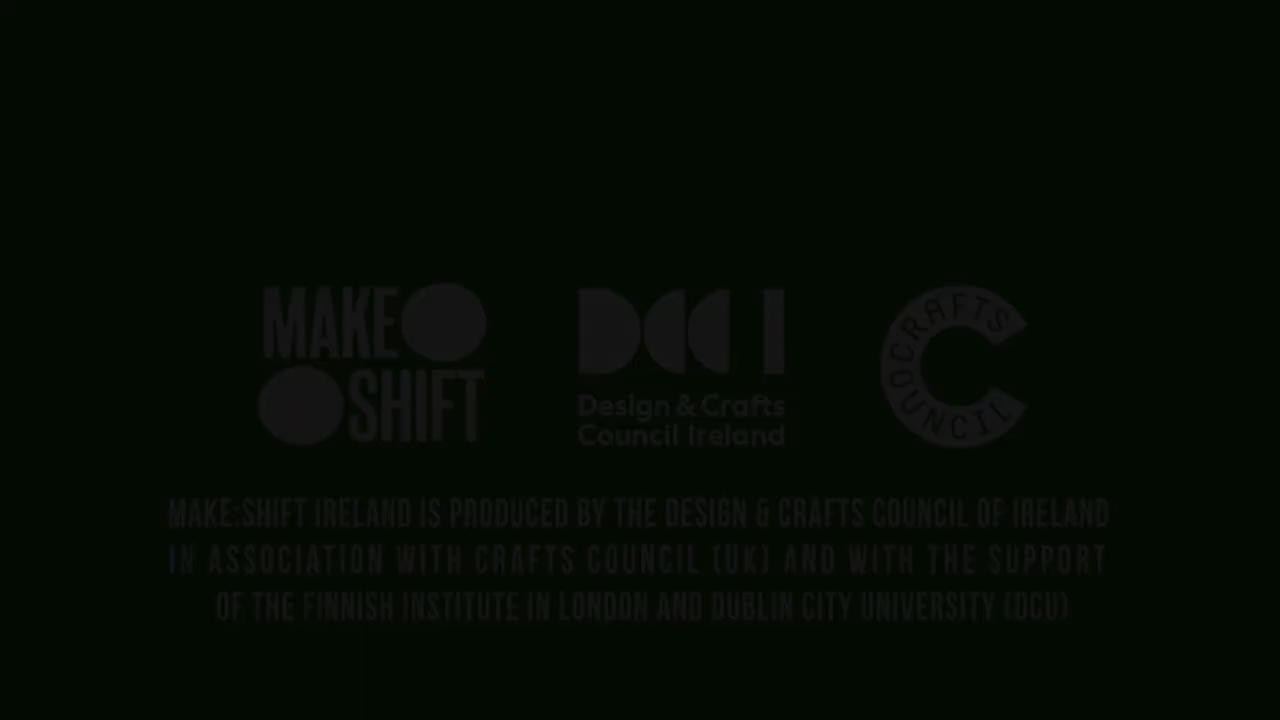 MAKE
SHIFT
DCCI
Design & Crafts
Council Ireland
CRAFTS
COUNCIL
MAKE:SHIFT IRELAND IS PRODUCED BY THE DESIGN & CRAFTS COUNCIL OF IRELAND
IN ASSOCIATION WITH CRAFTS COUNCIL (UK) AND WITH THE SUPPORT
OF THE FINNISH INSTITUTE IN LONDON AND DUBLIN CITY UNIVERSITY (DCU)